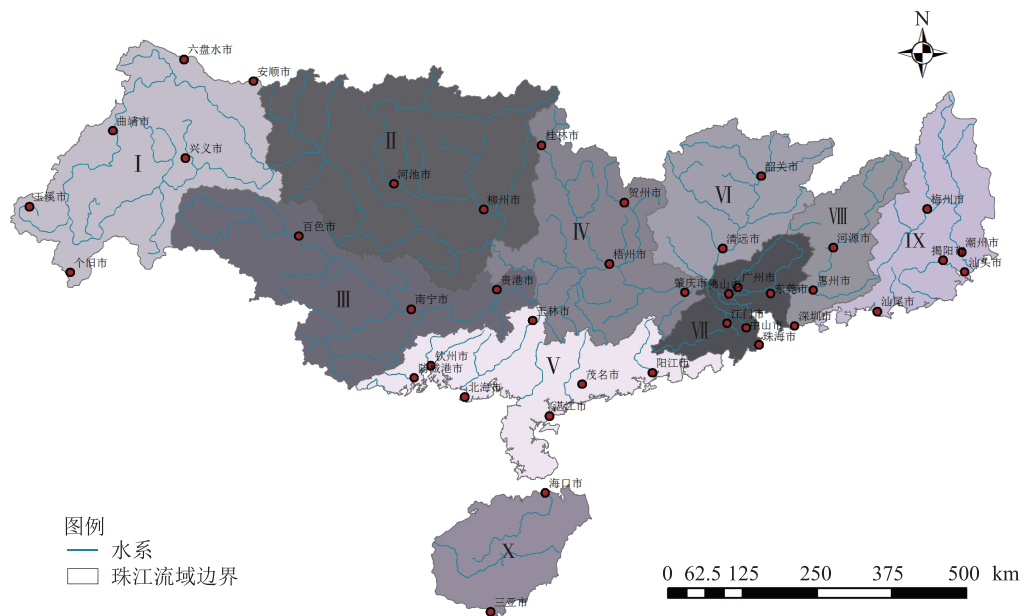 N
六盘水市
安顺市
曲靖市
兴义市
I
II
桂林市
韶关市
河池市
VI
玉溪市
柳州市
贺州市
梅州市
VIII
百色市
IV
清远市
河源市
IX
潮州市
个旧市
梧州市
揭阳市
汕头市
广州市
贵港市
肇庆市
佛山市
东莞市
惠州市
III
南宁市
玉林市
汕尾市
江门市
中山市
深圳市
VII
珠海市
钦州市
V
阳江市
防城港市
茂名市
北海市
湛江市
海口市
图例
水系
X
珠江流域边界
0 62.5 125 250 375 500 km
三亚市